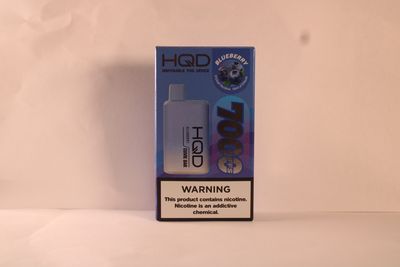 HQD
DISPOSABLE POD DEVICE
BLUEBERRY
7000
HQD
WARNING
This product contains nicotine.
Nicotine is an addictive
chemical.